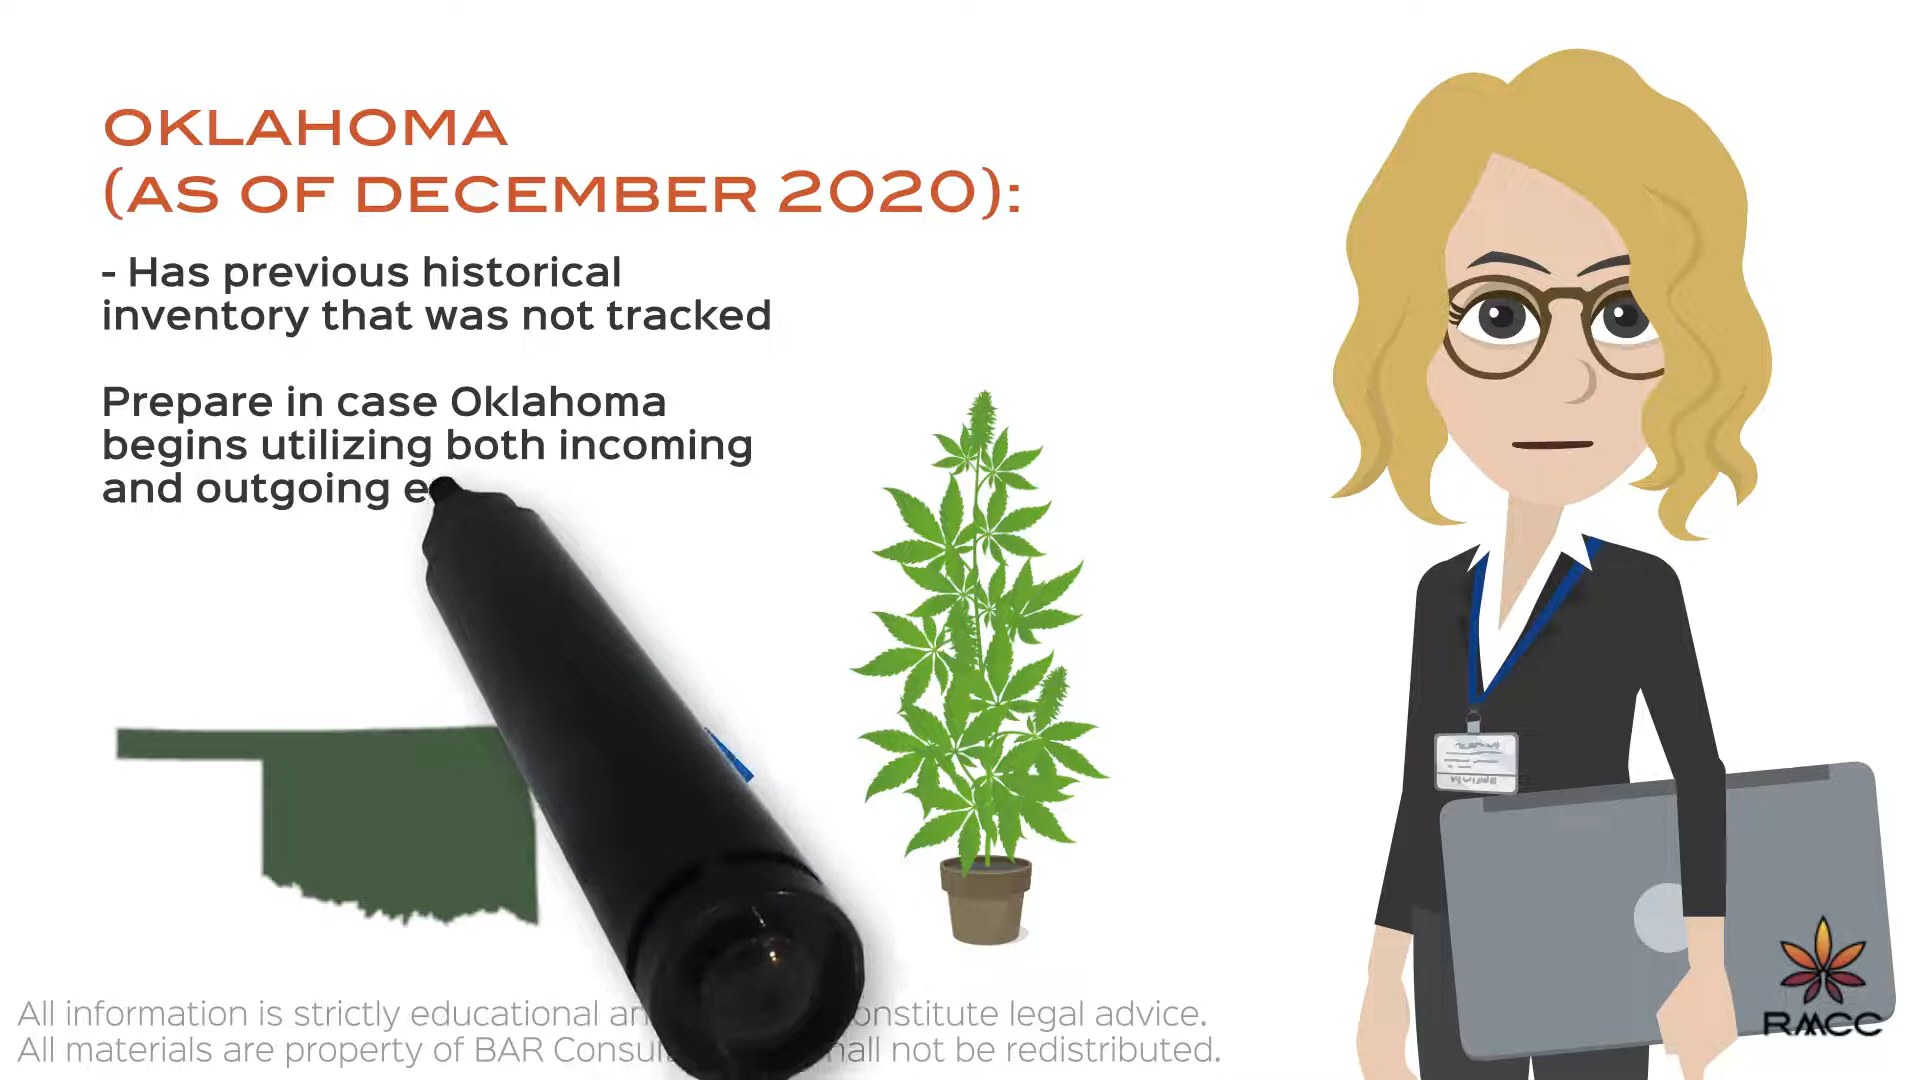 OKLAHOMA
(AS OF DECEMBER 2020):
- Has previous historical
inventory that was not tracked
Prepare in case Oklahoma
begins utilizing both incoming
and outgoing e
All information is strictly educational constitute legal advice.
All materials are property of BAR shall not be redistributed.
RMCC